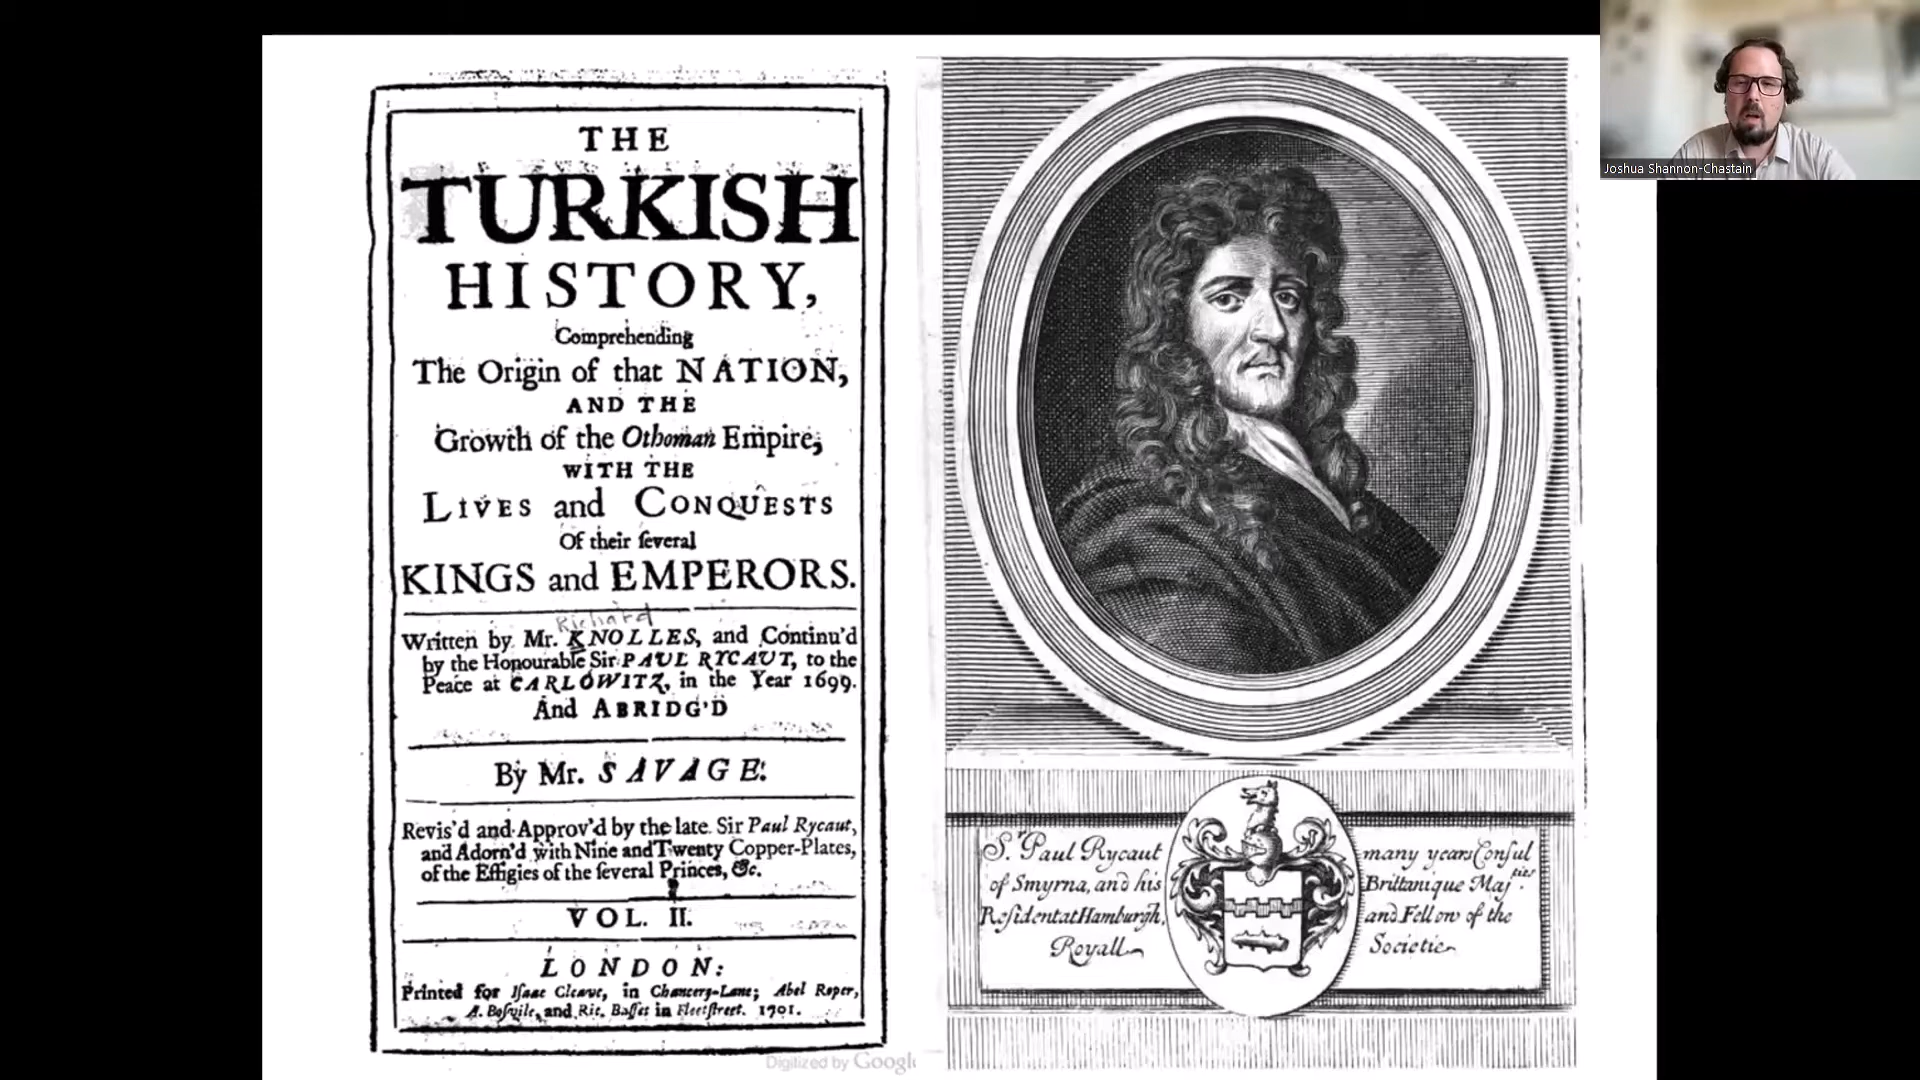 THE
TURKISH
HISTORY,
Comprehending
The Origin of that NATION,
AND THE
Growth of the Othoman Empire,
WITH THE
LIVES and CONQUESTS
Of their ſeveral
KINGS and EMPERORS.
Richard
Written by Mr. KNOLLES, and Continu'd
by the Honourable Sir PAUL RYCAUT, to the
Peace at CARLOWITZ, in the Year 1699.
And ABRIDG'D
By Mr. SAVAGE.
Revis'd and Approv'd by the late Sir Paul Rycaut,
and Adorn'd with Nine and Twenty Copper-Plates,
of the Effigies of the ſeveral Princes, &c.
VOL. II.
LONDON:
Printed for Iſaac Cleave, in Chancery-Lane; Abel Roper,
A. Boſvile, and Ric. Baſſet in Fleetſtreet. 1701.
Digitized by Google
Sr. Paul Rycaut many years Conſul
of Smyrna, and his Brittanique Majſties
Reſident at Hamburgh, and Fellow of the
Royall Societie
Joshua Shannon-Chastain